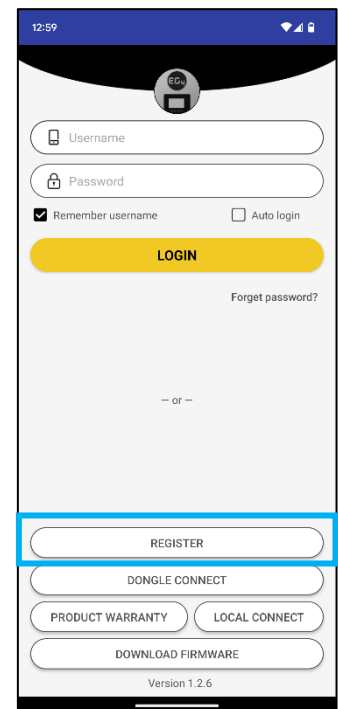 12:59
EGu
Username
Password
Remember username Auto login
LOGIN
Forget password?
— or —
REGISTER
DONGLE CONNECT
PRODUCT WARRANTY LOCAL CONNECT
DOWNLOAD FIRMWARE
Version 1.2.6